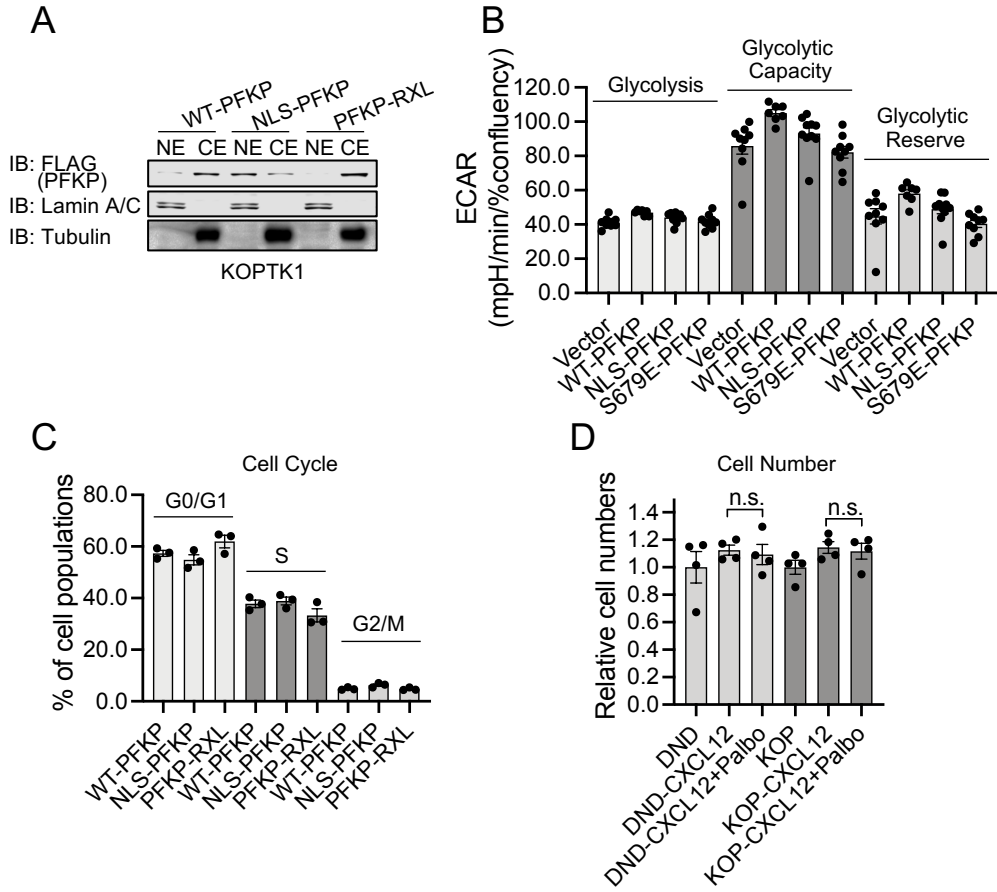 A
WT-PFKP
NLS-PFKP
PFKP-RXL
NE CE NE CE NE CE
IB: FLAG
(PFKP)
IB: Lamin A/C
IB: Tubulin
KOPTK1
B
ECAR
(mpH/min/%confluency)
120.0
100.0
80.0
60.0
40.0
20.0
0.0
Glycolysis
Glycolytic
Capacity
Glycolytic
Reserve
Vector
WT-PFKP
NLS-PFKP
S679E-PFKP
Vector
WT-PFKP
NLS-PFKP
S679E-PFKP
Vector
WT-PFKP
NLS-PFKP
S679E-PFKP
C
Cell Cycle
% of cell populations
80.0
60.0
40.0
20.0
0.0
G0/G1
S
G2/M
WT-PFKP
NLS-PFKP
PFKP-RXL
WT-PFKP
NLS-PFKP
PFKP-RXL
WT-PFKP
NLS-PFKP
PFKP-RXL
D
Cell Number
Relative cell numbers
1.4
1.2
1.0
0.8
0.6
0.4
0.2
0.0
n.s.
n.s.
DND
DND-CXCL12
DND-CXCL12+Palbo
KOP
KOP-CXCL12
KOP-CXCL12+Palbo